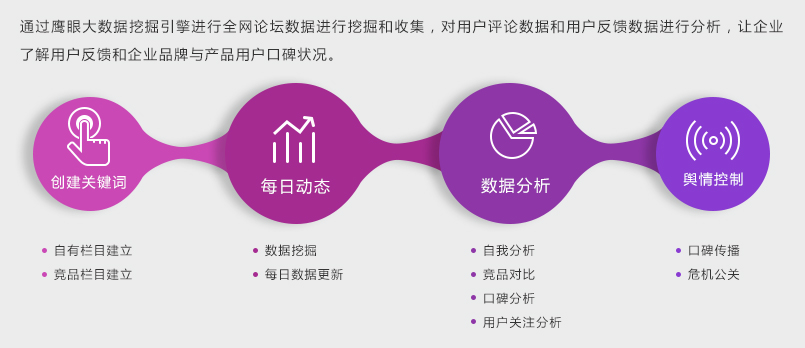 通过鹰眼大数据挖掘引擎进行全网论坛数据进行挖掘和收集，对用户评论数据和用户反馈数据进行分析，让企业
了解用户反馈和企业品牌与产品用户口碑状况。
创建关键词
每日动态
数据分析
舆情控制
• 自有栏目建立
• 竞品栏目建立
• 数据挖掘
• 每日数据更新
• 自我分析
• 竞品对比
• 口碑分析
• 用户关注分析
• 口碑传播
• 危机公关